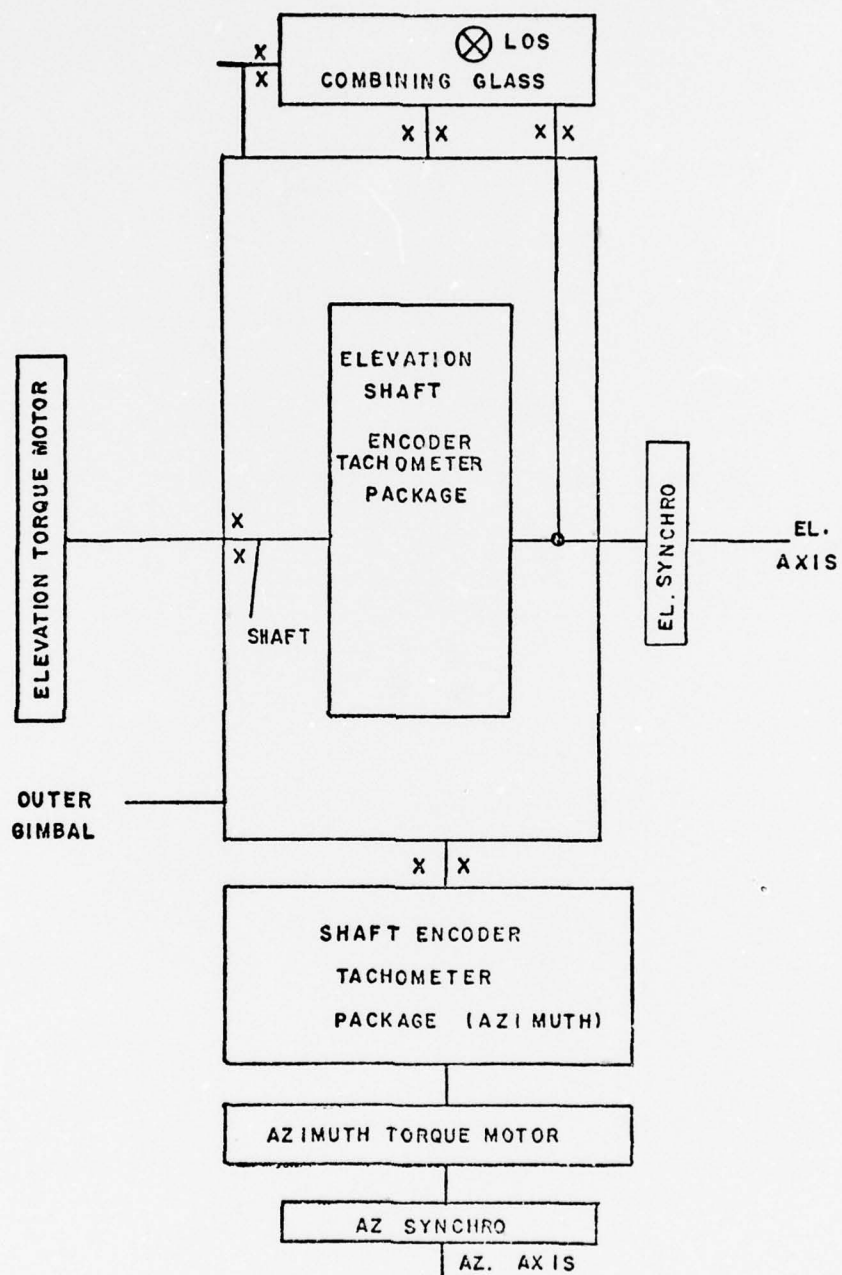 X
⊗ LOS
X
COMBINING GLASS
X X
X X
ELEVATION
SHAFT
ENCODER
TACHOMETER
PACKAGE
ELEVATION TORQUE MOTOR
X
X
SHAFT
EL. SYNCHRO
EL.
AXIS
OUTER
GIMBAL
X X
SHAFT ENCODER
TACHOMETER
PACKAGE (AZIMUTH)
AZIMUTH TORQUE MOTOR
AZ SYNCHRO
AZ. AXIS